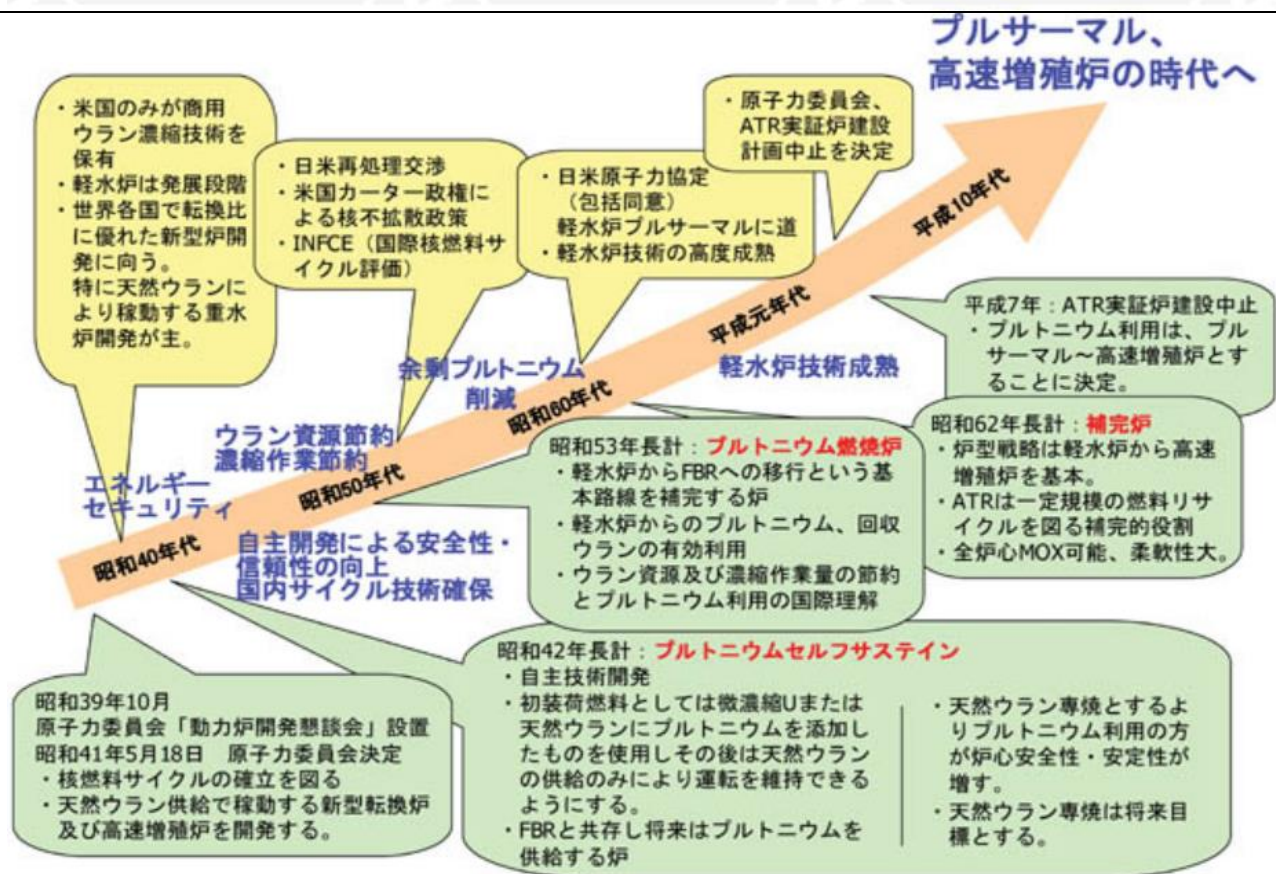 プルサーマル、
高速増殖炉の時代へ
・米国のみが商用
ウラン濃縮技術を
保有
・軽水炉は発展段階
・世界各国で転換比
に優れた新型炉開
発に向う。
特に天然ウランに
より稼動する重水
炉開発が主。
・日米再処理交渉
・米国カーター政権に
よる核不拡散政策
・INFCE（国際核燃料サ
イクル評価）
・日米原子力協定
（包括同意）
軽水炉プルサーマルに道
・軽水炉技術の高度成熟
・原子力委員会、
ATR実証炉建設
計画中止を決定
昭和40年代
昭和50年代
昭和60年代
平成元年代
平成10年代
エネルギー
セキュリティ
ウラン資源節約
濃縮作業節約
余剰プルトニウム
削減
軽水炉技術成熟
自主開発による安全性・
信頼性の向上
国内サイクル技術確保
平成7年：ATR実証炉建設中止
・プルトニウム利用は、プル
サーマル～高速増殖炉とす
ることに決定。
昭和62年長計：補完炉
・炉型戦略は軽水炉から高速
増殖炉を基本。
・ATRは一定規模の燃料リサ
イクルを図る補完的役割
・全炉心MOX可能、柔軟性大。
昭和53年長計：プルトニウム燃焼炉
・軽水炉からFBRへの移行という基
本路線を補完する炉
・軽水炉からのプルトニウム、回収
ウランの有効利用
・ウラン資源及び濃縮作業量の節約
とプルトニウム利用の国際理解
昭和42年長計：プルトニウムセルフサステイン
・自主技術開発
・初装荷燃料としては微濃縮Uまたは
天然ウランにプルトニウムを添加し
たものを使用しその後は天然ウラン
の供給のみにより運転を維持できる
ようにする。
・FBRと共存し将来はプルトニウムを
供給する炉
・天然ウラン専焼とするよ
りプルトニウム利用の方
が炉心安全性・安定性が
増す。
・天然ウラン専焼は将来目
標とする。
昭和39年10月
原子力委員会「動力炉開発懇談会」設置
昭和41年5月18日　原子力委員会決定
・核燃料サイクルの確立を図る
・天然ウラン供給で稼動する新型転換炉
及び高速増殖炉を開発する。